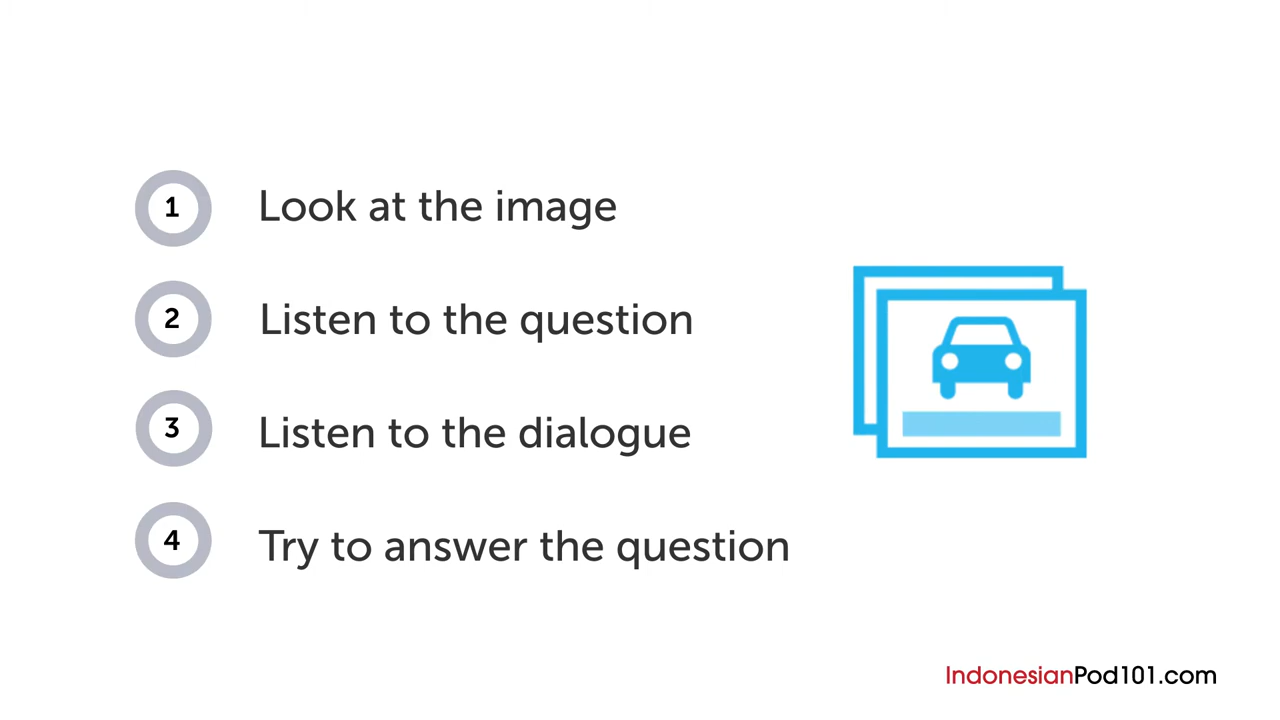 1 Look at the image
2 Listen to the question
3 Listen to the dialogue
4 Try to answer the question
IndonesianPod101.com